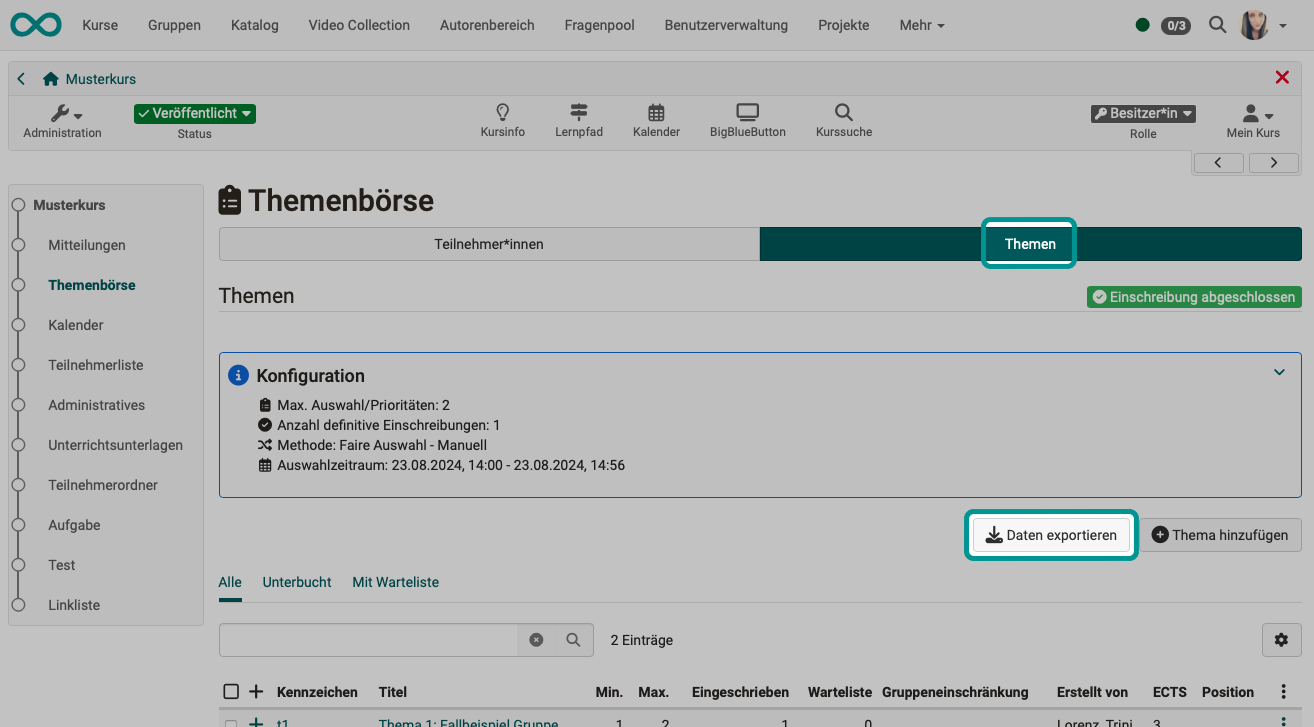 Kurse Gruppen Katalog Video Collection Autorenbereich Fragenpool Benutzerverwaltung Projekte Mehr 0/3
Musterkurs
Administration Veröffentlicht Status Kursinfo Lernpfad Kalender BigBlueButton Kurssuche Besitzer*in Rolle Mein Kurs
Musterkurs
Mitteilungen
Themenbörse
Kalender
Teilnehmerliste
Administratives
Unterrichtsunterlagen
Teilnehmerordner
Aufgabe
Test
Linkliste
Themenbörse
Teilnehmer*innen Themen
Themen Einschreibung abgeschlossen
Konfiguration
Max. Auswahl/Prioritäten: 2
Anzahl definitive Einschreibungen: 1
Methode: Faire Auswahl - Manuell
Auswahlzeitraum: 23.08.2024, 14:00 - 23.08.2024, 14:56
Daten exportieren Thema hinzufügen
Alle Unterbucht Mit Warteliste
2 Einträge
Kennzeichen Titel Min. Max. Eingeschrieben Warteliste Gruppeneinschränkung Erstellt von ECTS Position
t1 Thema 1: Fallbeispiel Gruppe 1 2 1 0 Lorenz, Trini 3